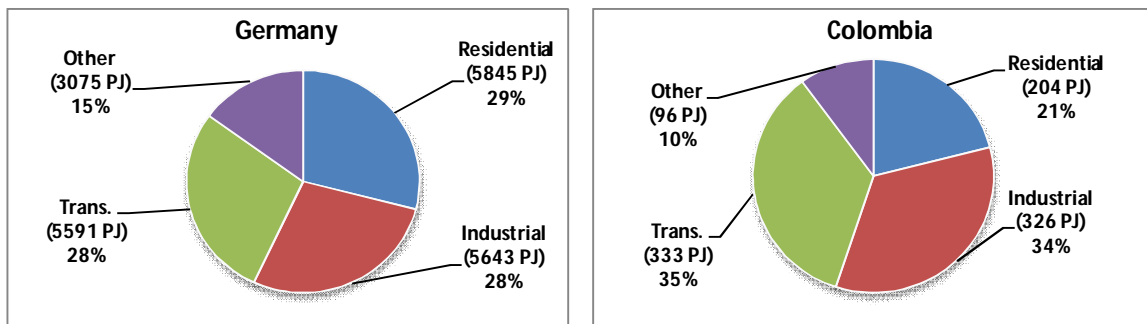 Germany
Residential
(5845 PJ)
29%
Industrial
(5643 PJ)
28%
Trans.
(5591 PJ)
28%
Other
(3075 PJ)
15%
Colombia
Residential
(204 PJ)
21%
Industrial
(326 PJ)
34%
Trans.
(333 PJ)
35%
Other
(96 PJ)
10%